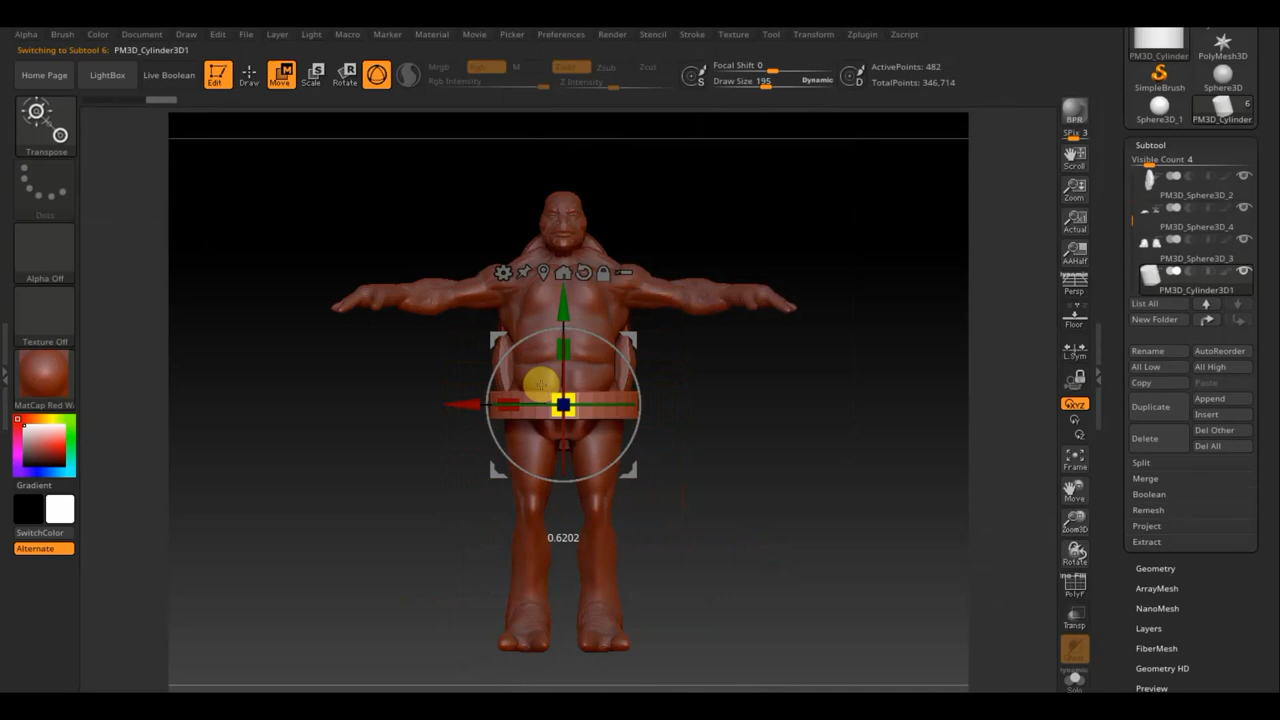 Alpha Brush Color Document Draw Edit File Layer Light Macro Marker Material Movie Picker Preferences Render Stencil Stroke Texture Tool Transform Zplugin Zscript
Switching to Subtool 6: PM3D_Cylinder3D1
Home Page LightBox Live Boolean Edit Draw Move Scale Rotate
Mrgb Rgb M Zadd Zsub Zcut
Rgb Intensity Z Intensity
Focal Shift 0
Draw Size 195 Dynamic
ActivePoints: 482
TotalPoints: 346,714
Transpose
Dots
Alpha Off
Texture Off
MatCap Red Wa
Gradient
SwitchColor
Alternate
0.6202
BPR
SPix 3
Scroll
Zoom
Actual
AAHalf
Dynamic
Persp
Floor
L.Sym
XYZ
Frame
Move
Zoom3D
Rotate
PolyF
Transp
Dynamic
Solo
PM3D_Cylinder PolyMesh3D
SimpleBrush Sphere3D
6
Sphere3D_1 PM3D_Cylinder
Subtool
Visible Count 4
PM3D_Sphere3D_2
PM3D_Sphere3D_4
PM3D_Sphere3D_3
PM3D_Cylinder3D1
List All
New Folder
Rename AutoReorder
All Low All High
Copy Paste
Duplicate Append
Insert
Delete Del Other
Del All
Split
Merge
Boolean
Remesh
Project
Extract
Geometry
ArrayMesh
NanoMesh
Layers
FiberMesh
Geometry HD
Preview